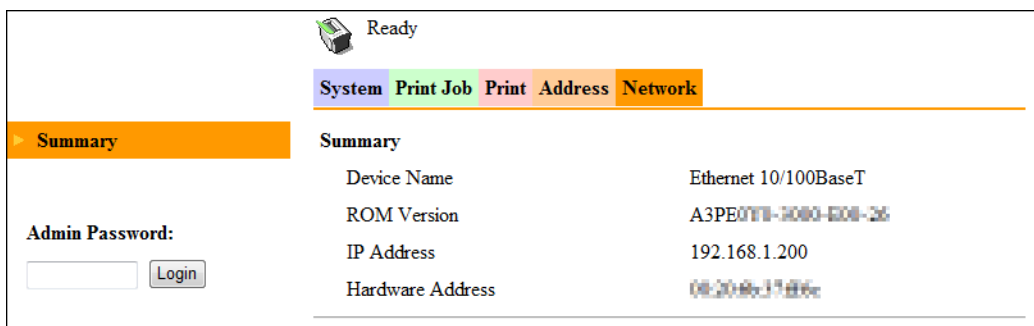 Ready
System Print Job Print Address Network
Summary
Summary
Device Name Ethernet 10/100BaseT
ROM Version A3PE
IP Address 192.168.1.200
Hardware Address
Admin Password:
Login